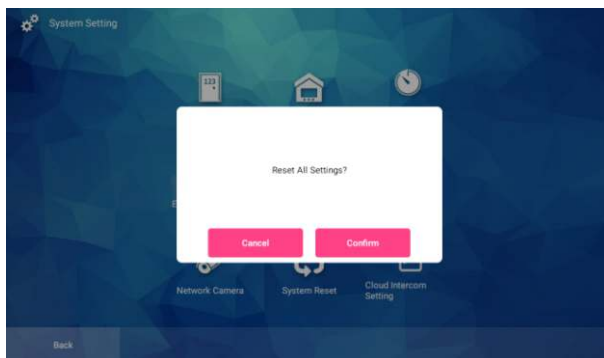 System Setting
123
Reset All Settings?
Cancel
Confirm
Network Camera
System Reset
Cloud Intercom
Setting
Back